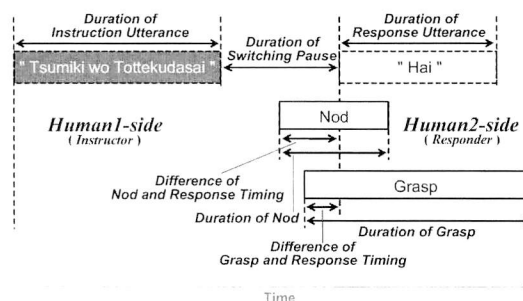 Duration of
Instruction Utterance
Duration of
Switching Pause
Duration of
Response Utterance
" Tsumiki wo Tottekudasai "
" Hai "
Human1-side
( Instructor )
Nod
Human2-side
( Responder )
Difference of
Nod and Response Timing
Grasp
Duration of Nod
Duration of Grasp
Difference of
Grasp and Response Timing
Time